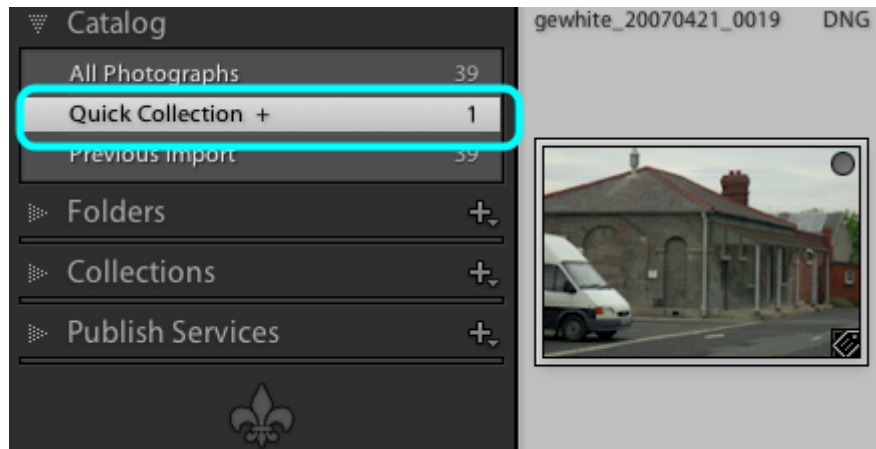 Catalog
All Photographs 39
Quick Collection + 1
Previous Import 39
Folders +
Collections +
Publish Services +
gewhite_20070421_0019 DNG